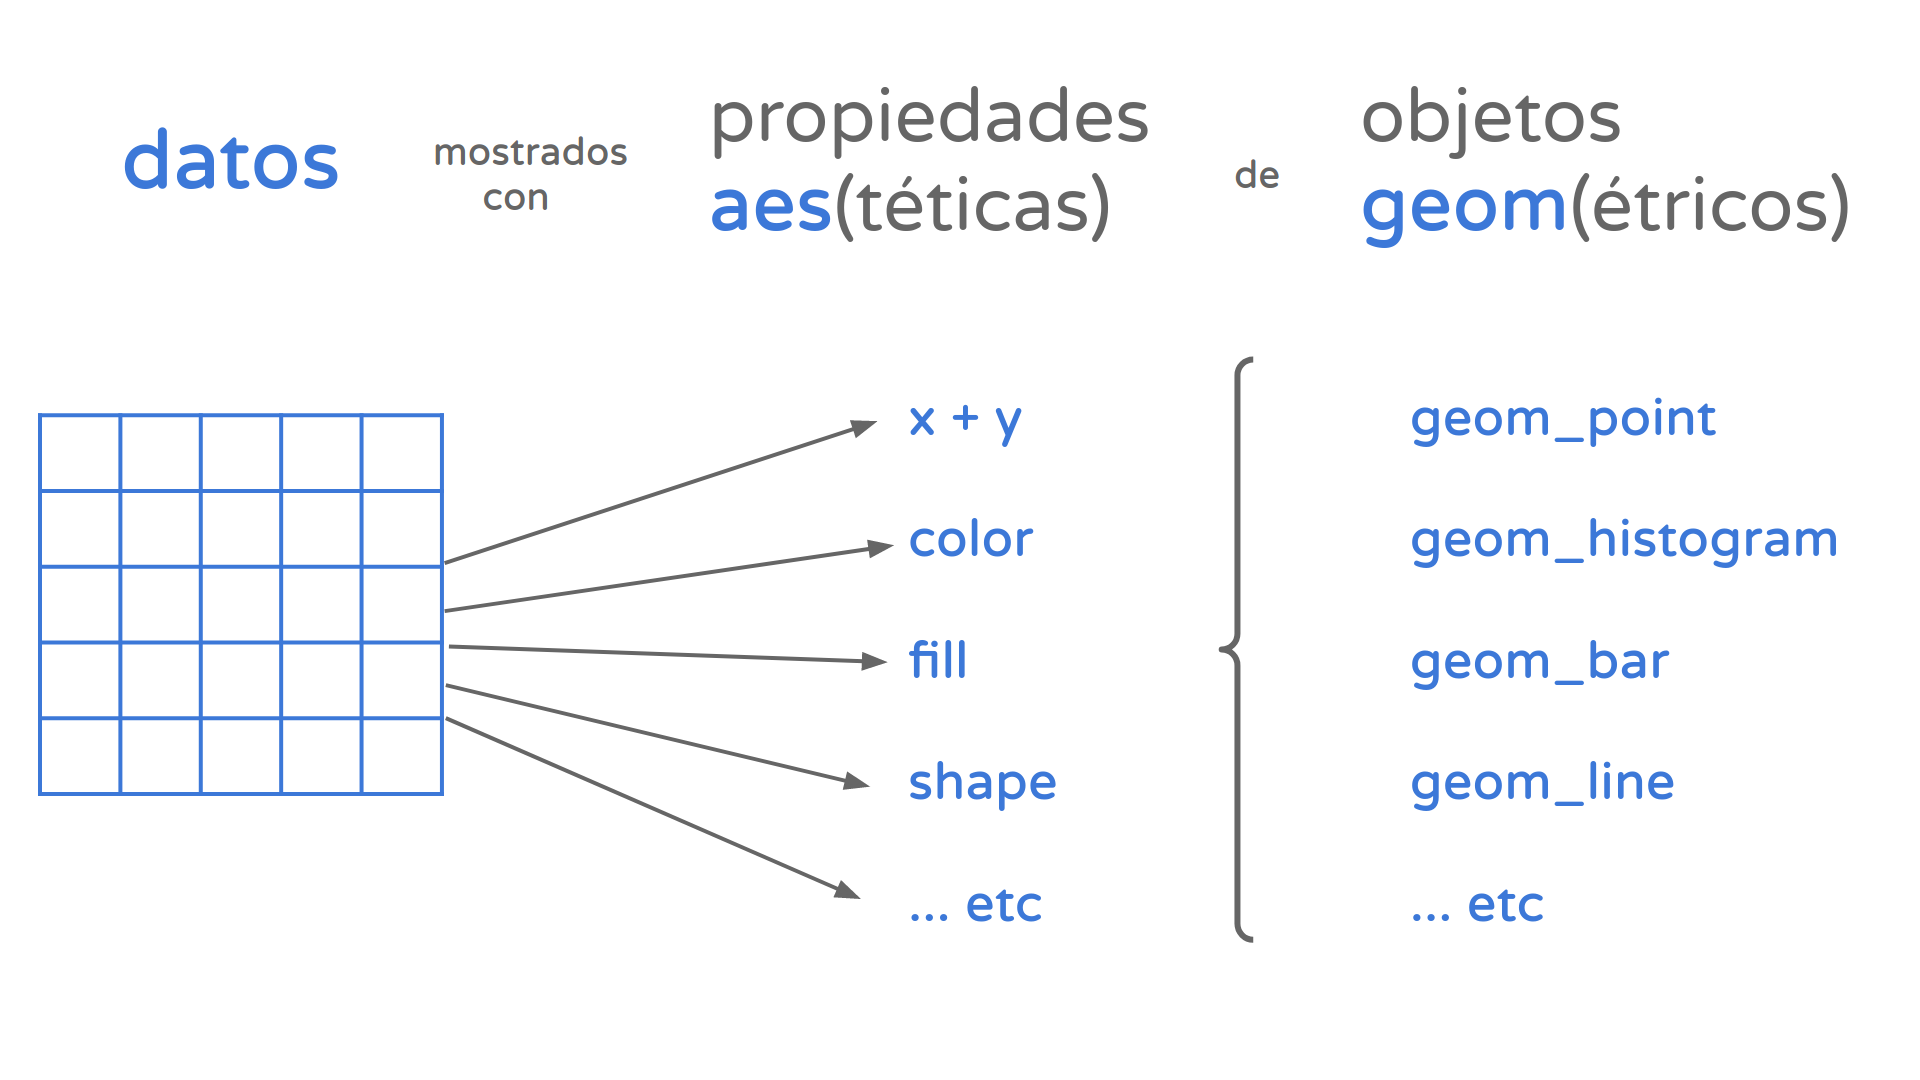 datos
mostrados
con
propiedades
aes(téticas)
de
objetos
geom(étricos)
x + y
color
fill
shape
... etc
geom_point
geom_histogram
geom_bar
geom_line
... etc